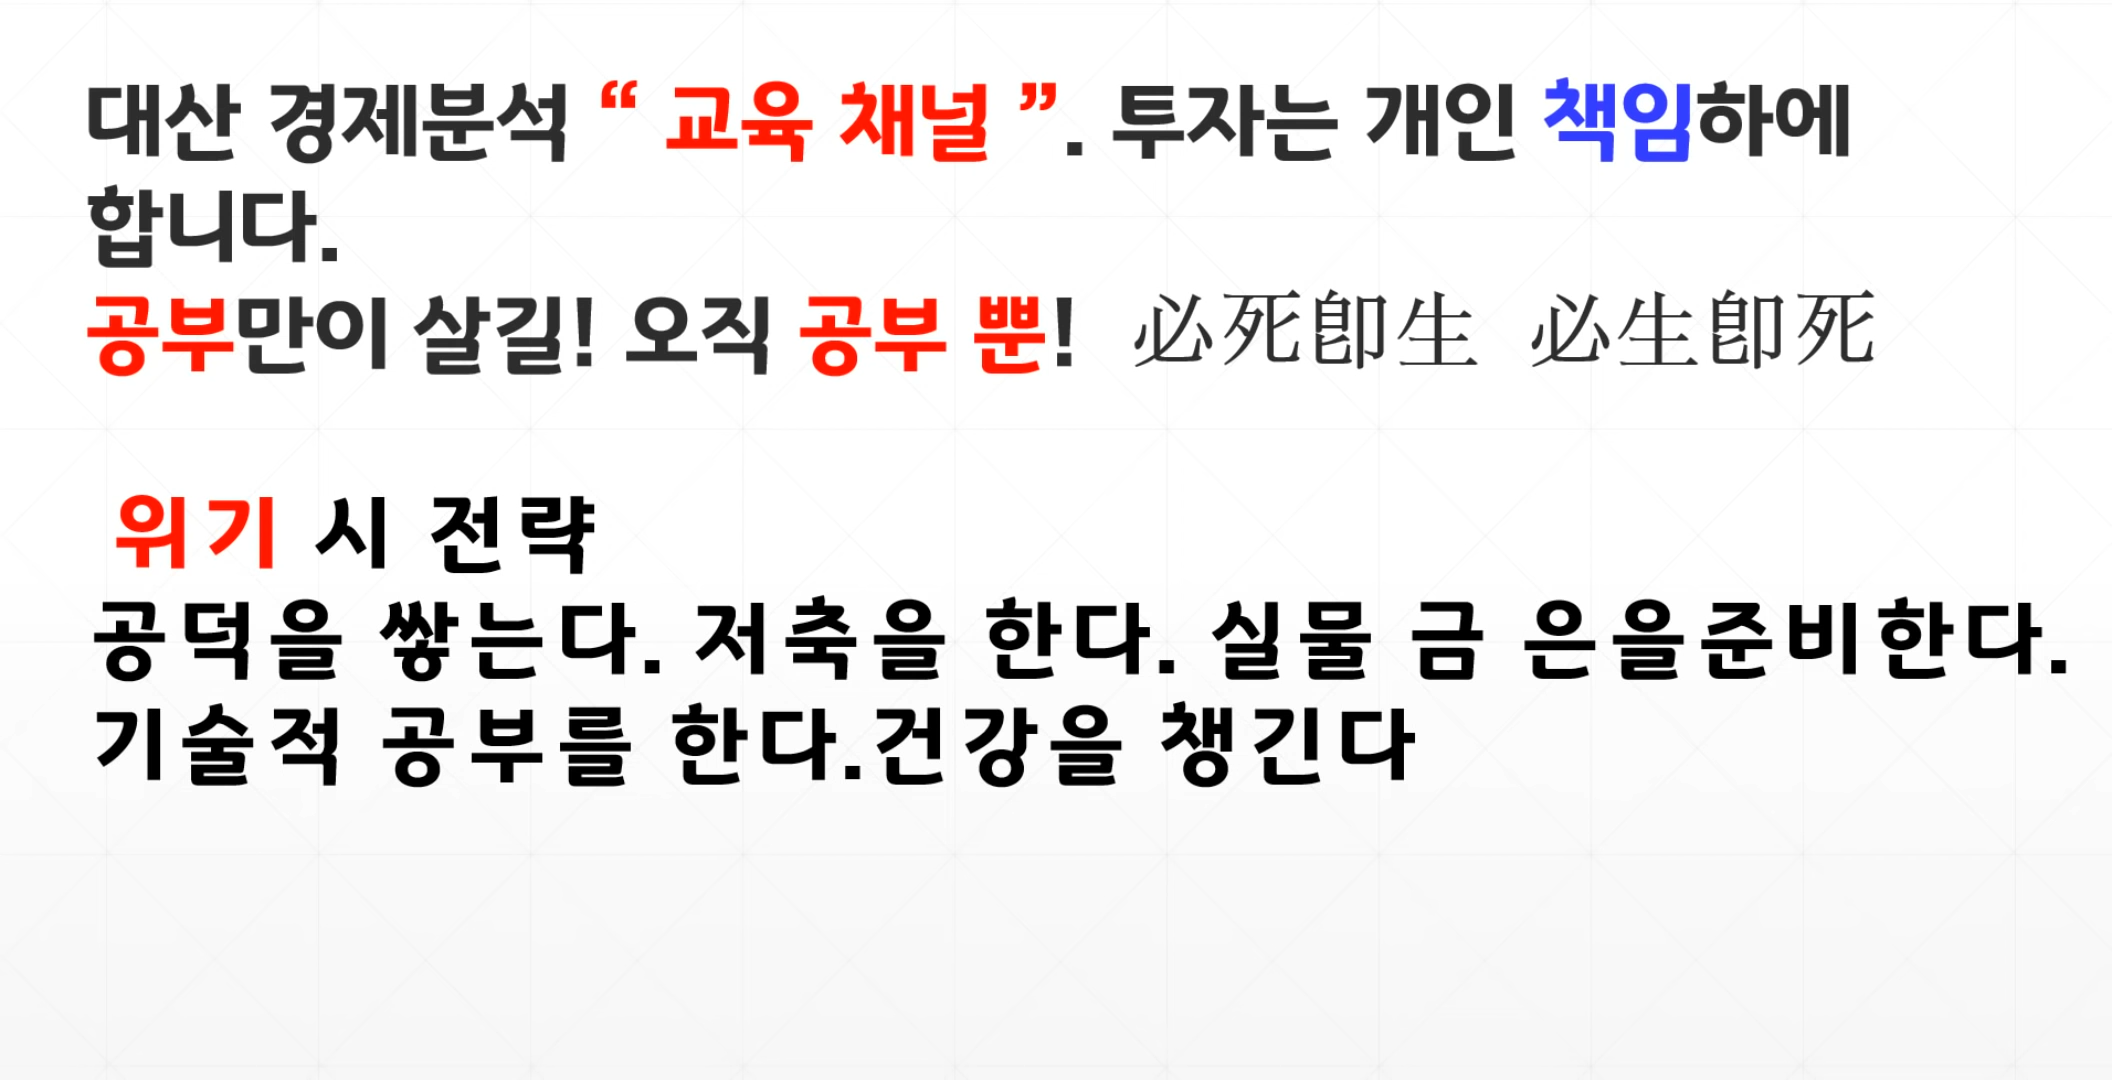 대산 경제분석 “ 교육 채널 ”. 투자는 개인 책임하에
합니다.
공부만이 살길! 오직 공부 뿐! 必死卽生 必生卽死
위기 시 전략
공덕을 쌓는다. 저축을 한다. 실물 금 은을준비한다.
기술적 공부를 한다.건강을 챙긴다